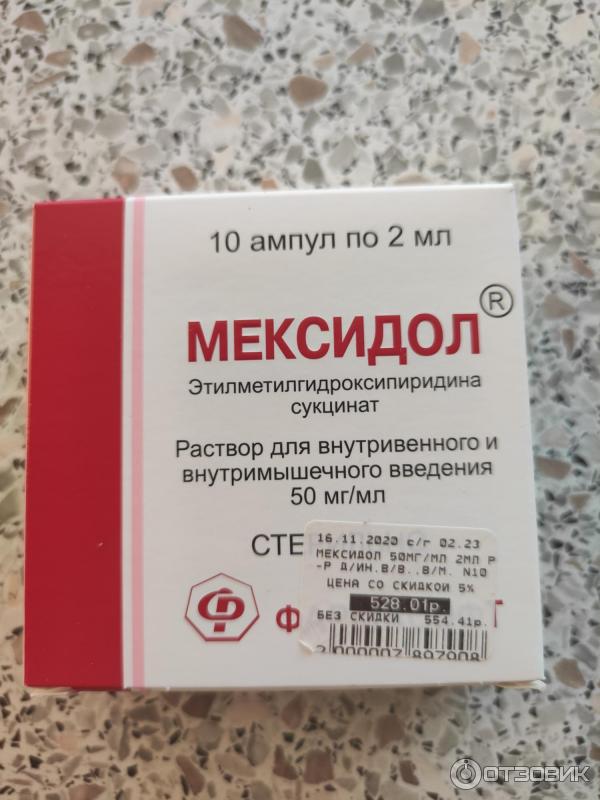 10 ампул по 2 мл
МЕКСИДОЛ®
Этилметилгидроксипиридина
сукцинат
Раствор для внутривенного и
внутримышечного введения
50 мг/мл
СТЕ
16.11.2020 с/г 02.23
МЕКСИДОЛ 50МГ/МЛ 2МЛ Р
-Р Д/ИН.В/В..В/М. N10
ЦЕНА СО СКИДКОЙ 5%
528.01р.
БЕЗ СКИДКИ 554.41р.
2000007897908
Ф Т
ОТЗОВИК